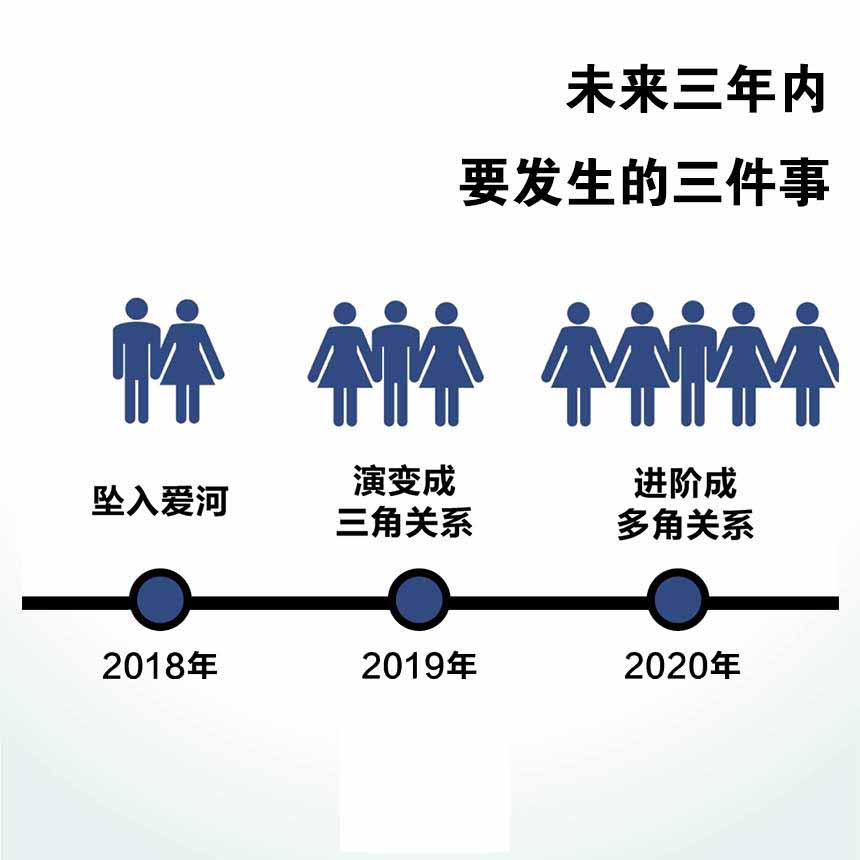 未来三年内
要发生的三件事
坠入爱河
演变成
三角关系
进阶成
多角关系
2018年
2019年
2020年